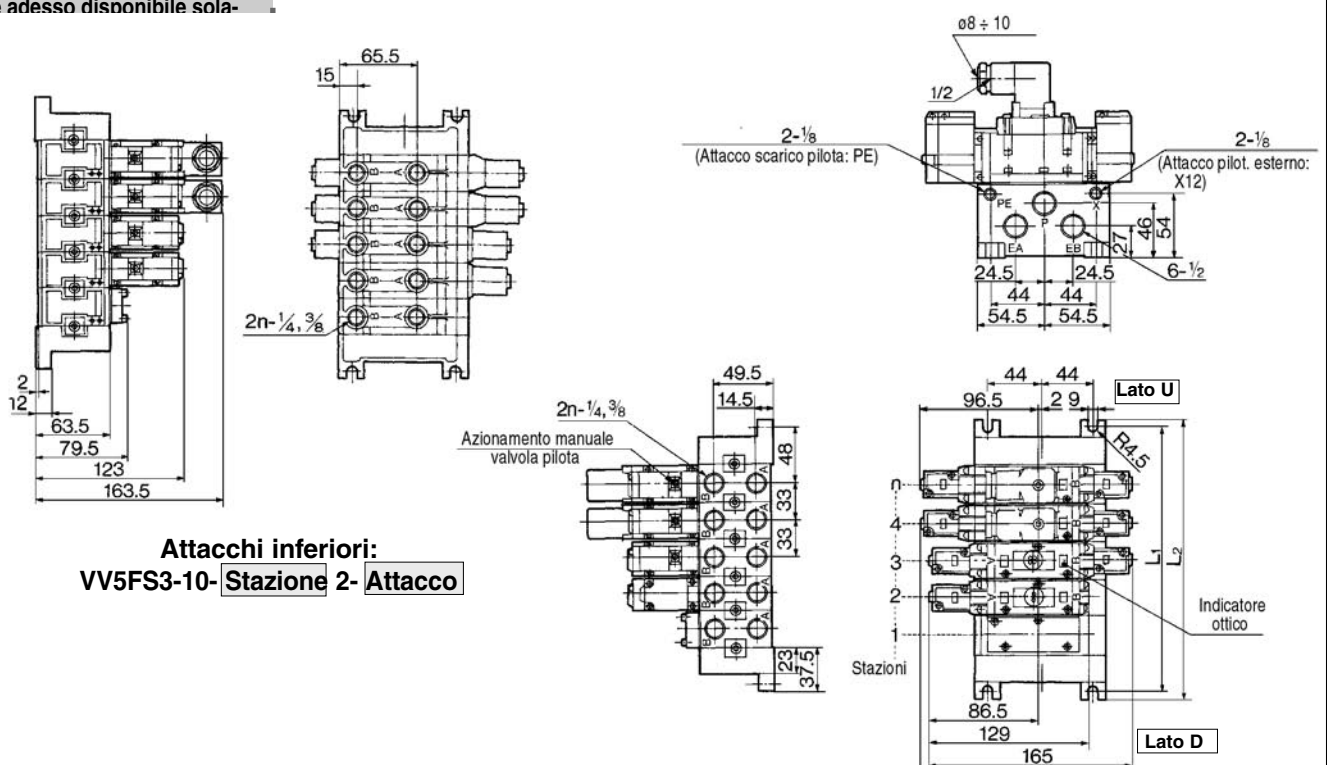 e adesso disponibile sola-
65.5
15
2n-¼, ⅜
B A
B A
B A
B A
B A
2
12
63.5
79.5
123
163.5
Attacchi inferiori:
VV5FS3-10- Stazione 2- Attacco
ø8 ÷ 10
1/2
2-⅛
(Attacco scarico pilota: PE)
2-⅛
(Attacco pilot. esterno:
X12)
PE
X
P
EA
EB
27
46
54
6-½
24.5
24.5
44
44
54.5
54.5
49.5
14.5
2n-¼, ⅜
Azionamento manuale
valvola pilota
48
33
33
B A
B A
B A
B A
B A
23
37.5
44
44
Lato U
96.5
2
9
R4.5
n
4
3
2
1
Stazioni
L1
L2
Indicatore
ottico
86.5
129
165
Lato D